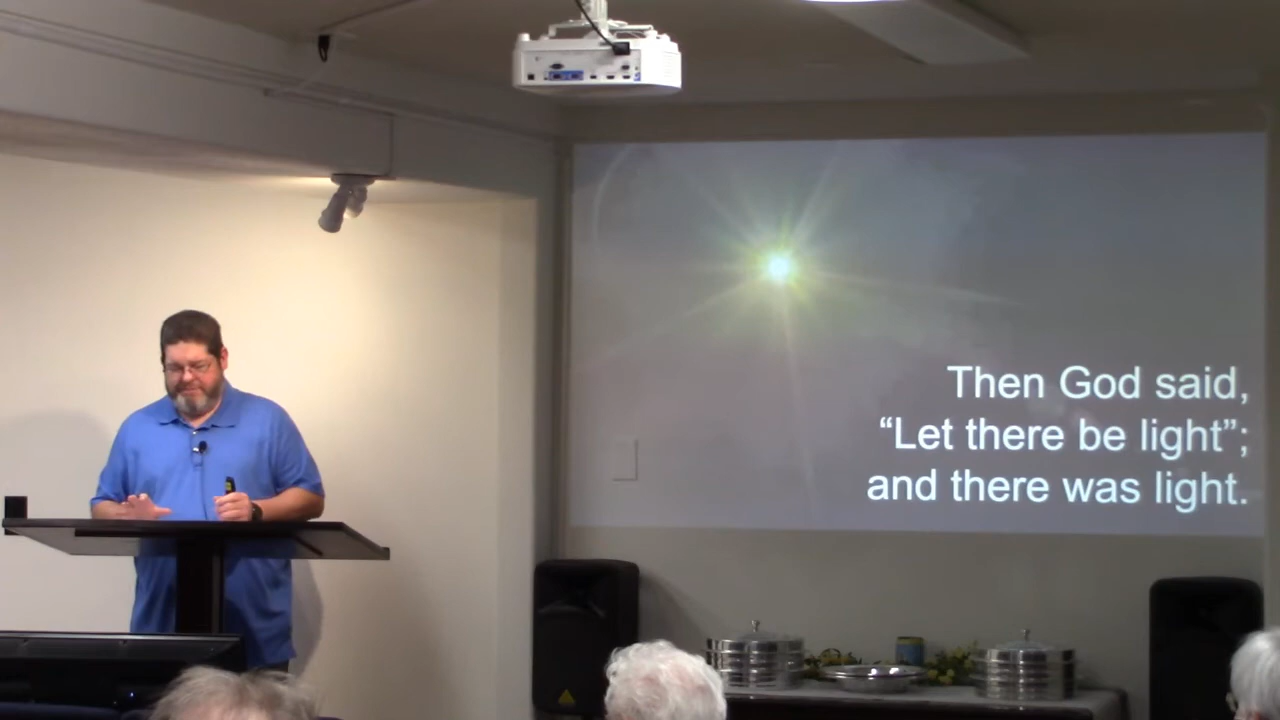 Then God said,
“Let there be light”;
and there was light.